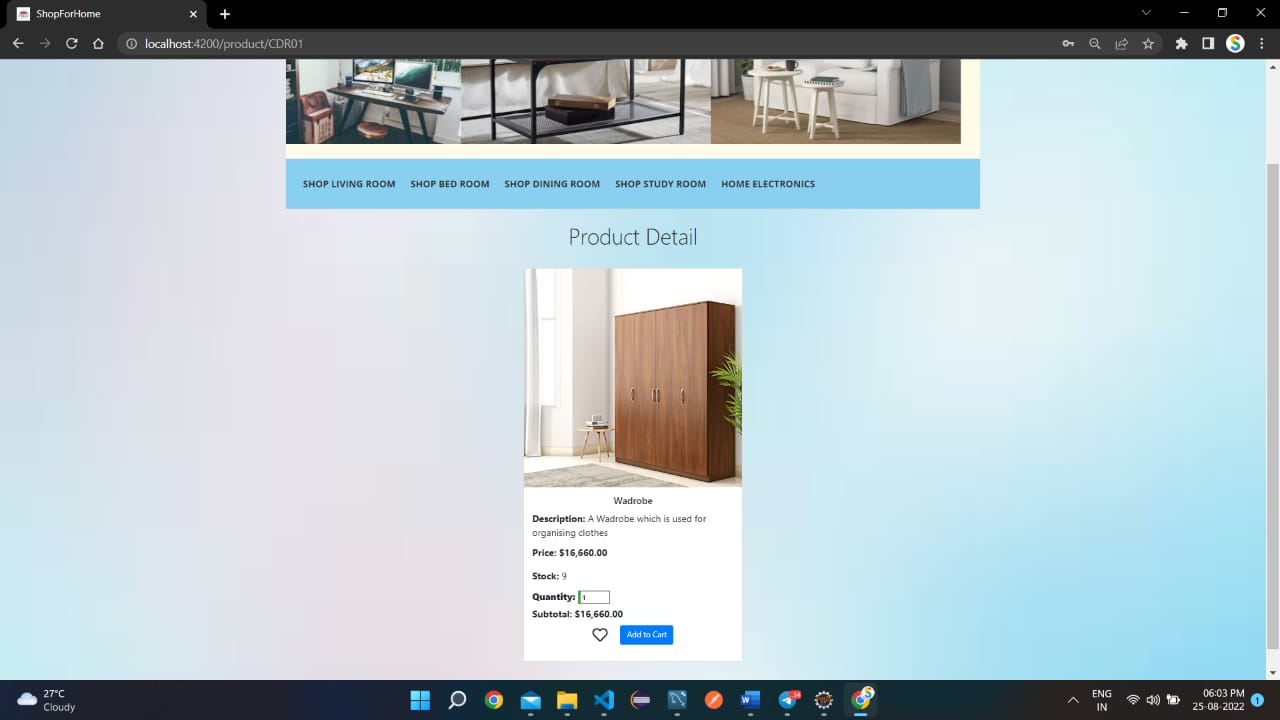 ShopForHome
localhost:4200/product/CDR01
SHOP LIVING ROOM SHOP BED ROOM SHOP DINING ROOM SHOP STUDY ROOM HOME ELECTRONICS
Product Detail
Wadrobe
Description: A Wadrobe which is used for
organising clothes
Price: $16,660.00
Stock: 9
Quantity: 1
Subtotal: $16,660.00
Add to Cart
27°C
Cloudy
34
ENG
IN
06:03 PM
25-08-2022
1